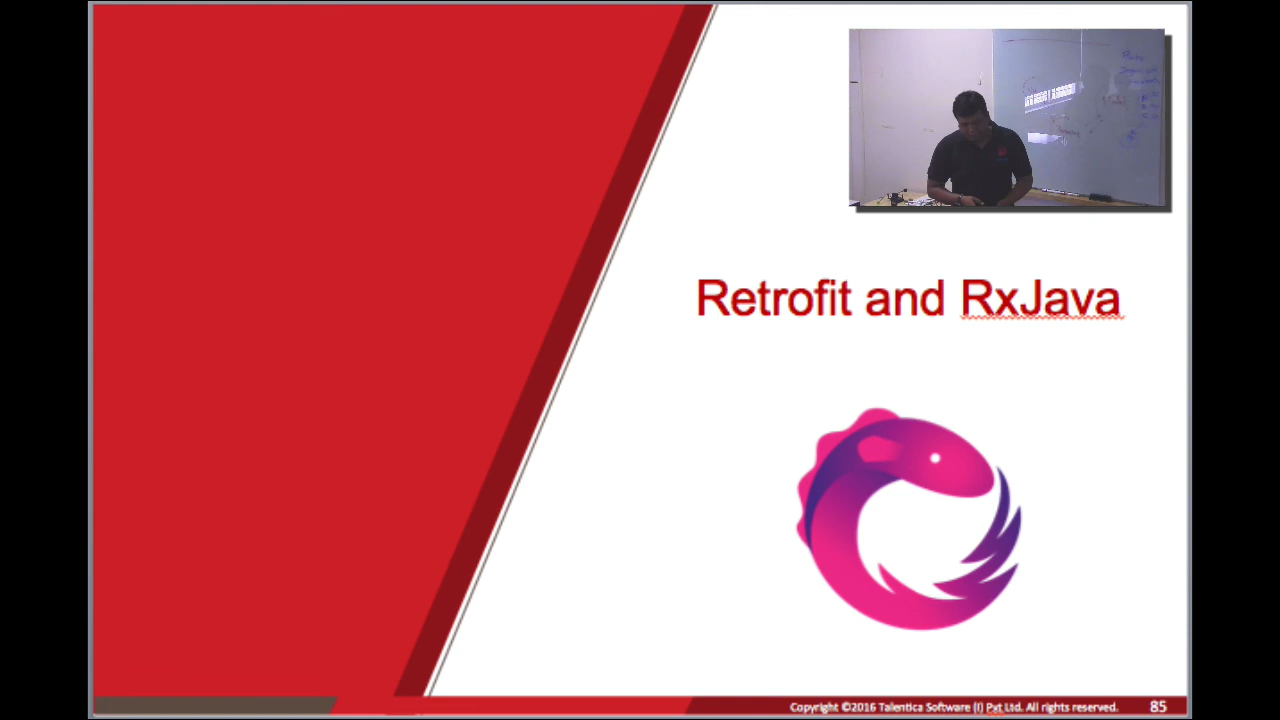 Retrofit and RxJava
Copyright ©2016 Talentica Software (I) Pvt Ltd. All rights reserved.
85